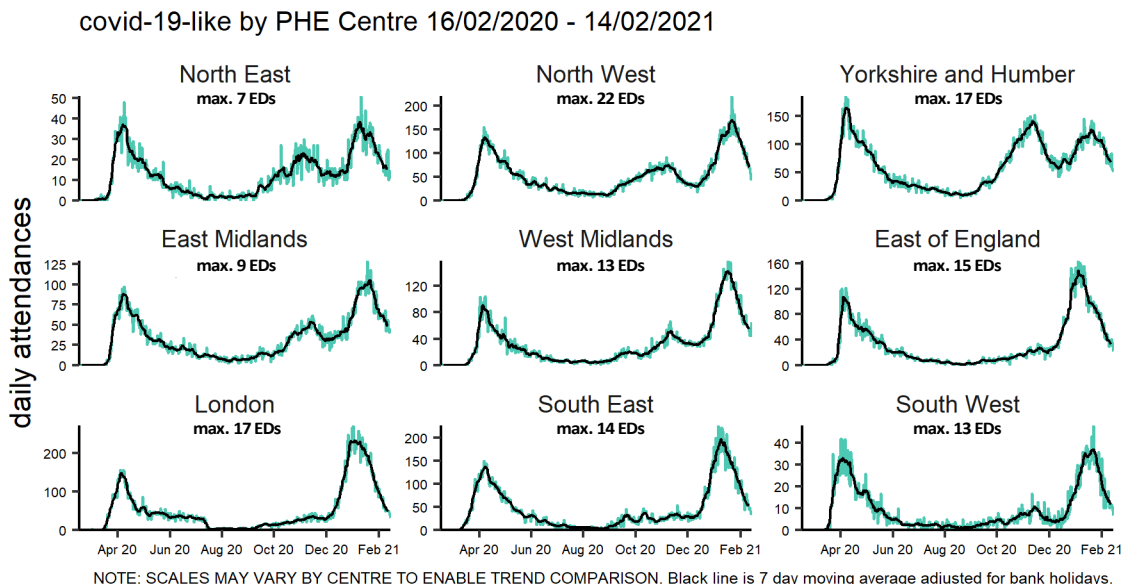 covid-19-like by PHE Centre 16/02/2020 - 14/02/2021
North East
max. 7 EDs
50
40
30
20
10
0
North West
max. 22 EDs
200
150
100
50
0
Yorkshire and Humber
max. 17 EDs
150
100
50
0
daily attendances
East Midlands
max. 9 EDs
125
100
75
50
25
0
West Midlands
max. 13 EDs
120
80
40
0
East of England
max. 15 EDs
160
120
80
40
0
London
max. 17 EDs
200
100
0
Apr 20 Jun 20 Aug 20 Oct 20 Dec 20 Feb 21
South East
max. 14 EDs
200
150
100
50
0
Apr 20 Jun 20 Aug 20 Oct 20 Dec 20 Feb 21
South West
max. 13 EDs
40
30
20
10
0
Apr 20 Jun 20 Aug 20 Oct 20 Dec 20 Feb 21
NOTE: SCALES MAY VARY BY CENTRE TO ENABLE TREND COMPARISON. Black line is 7 day moving average adjusted for bank holidays.